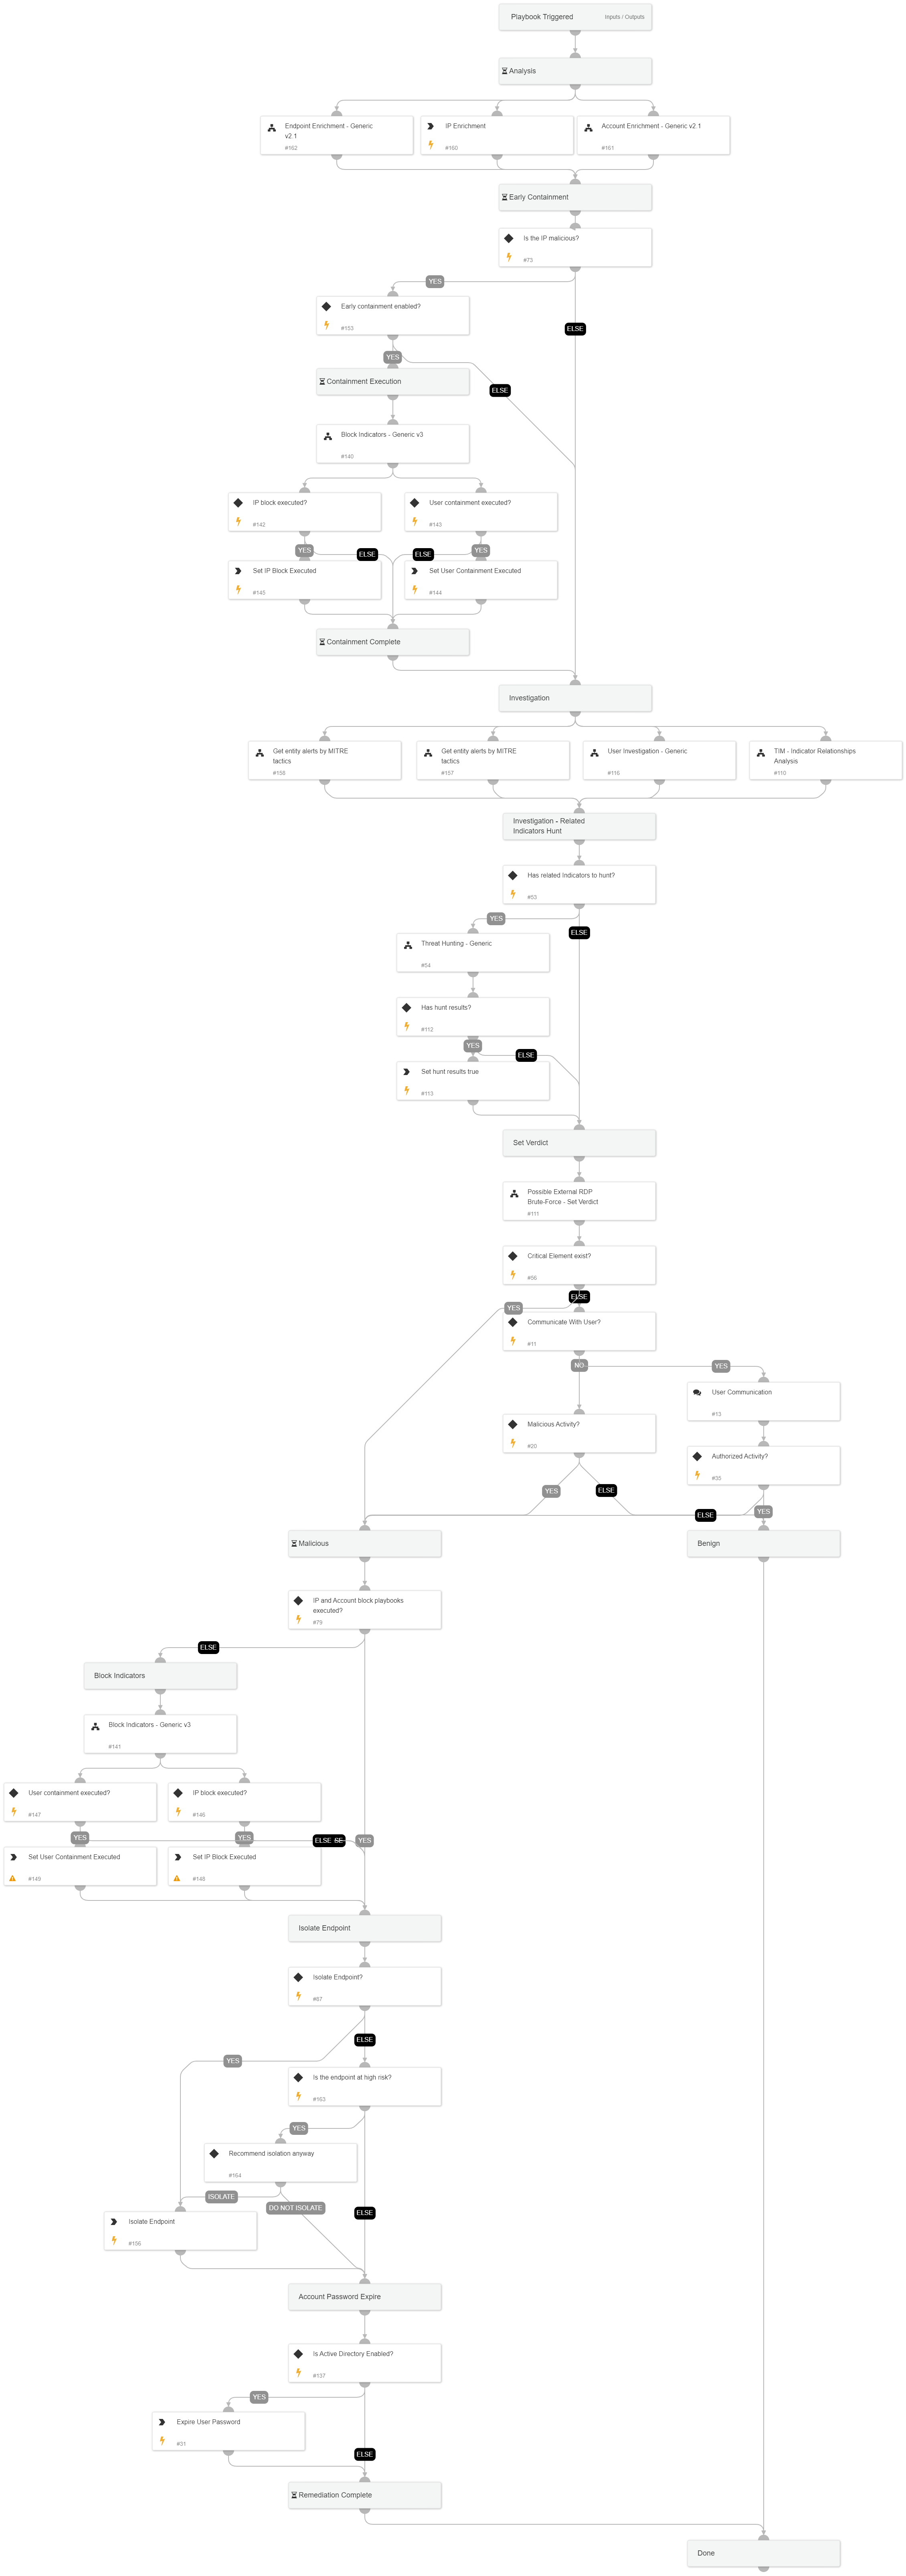 Playbook Triggered
Inputs / Outputs
Analysis
Endpoint Enrichment - Generic
v2.1
#162
IP Enrichment
#160
Account Enrichment - Generic v2.1
#161
Early Containment
Is the IP malicious?
#73
YES
Early containment enabled?
#153
ELSE
YES
Containment Execution
ELSE
Block Indicators - Generic v3
#140
IP block executed?
#142
User containment executed?
#143
YES
ELSE
ELSE
YES
Set IP Block Executed
#145
Set User Containment Executed
#144
Containment Complete
Investigation
Get entity alerts by MITRE
tactics
#158
Get entity alerts by MITRE
tactics
#157
User Investigation - Generic
#116
TIM - Indicator Relationships
Analysis
#110
Investigation - Related
Indicators Hunt
Has related Indicators to hunt?
#53
YES
ELSE
Threat Hunting - Generic
#54
Has hunt results?
#112
YES
ELSE
Set hunt results true
#113
Set Verdict
Possible External RDP
Brute-Force - Set Verdict
#111
Critical Element exist?
#56
ELSE
YES
Communicate With User?
#11
NO
YES
User Communication
#13
Malicious Activity?
#20
Authorized Activity?
#35
YES
ELSE
ELSE
YES
Malicious
Benign
IP and Account block playbooks
executed?
#79
ELSE
Block Indicators
Block Indicators - Generic v3
#141
User containment executed?
#147
IP block executed?
#146
YES
YES
ELSE
SE
YES
Set User Containment Executed
#149
Set IP Block Executed
#148
Isolate Endpoint
Isolate Endpoint?
#67
ELSE
YES
Is the endpoint at high risk?
#163
YES
Recommend isolation anyway
#164
ISOLATE
DO NOT ISOLATE
ELSE
Isolate Endpoint
#156
Account Password Expire
Is Active Directory Enabled?
#137
YES
Expire User Password
#31
ELSE
Remediation Complete
Done